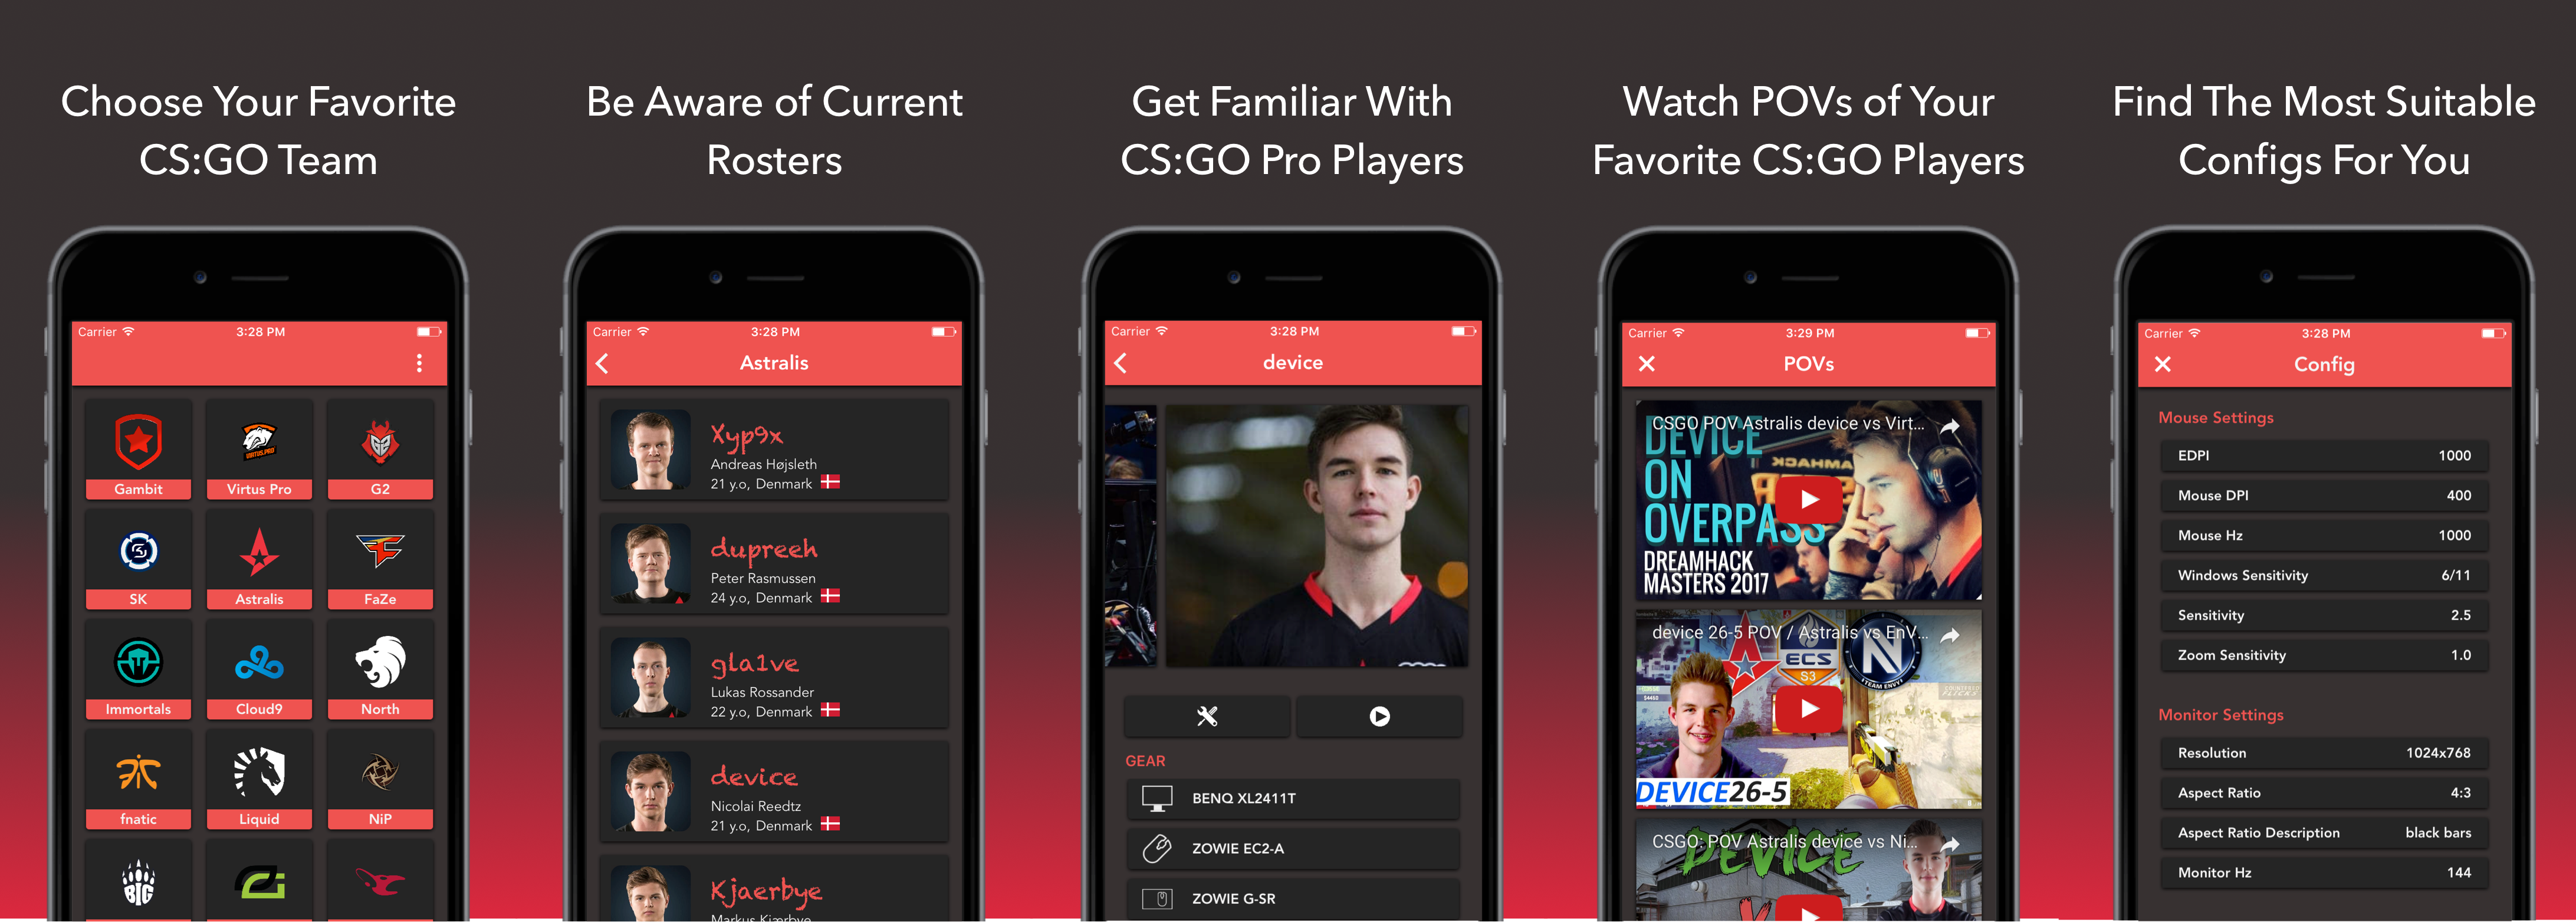 Choose Your Favorite
CS:GO Team
Carrier
3:28 PM
Gambit
VIRTUS.PRO
Virtus Pro
G2
G2
SK
SK
Astralis
FaZe
Immortals
Cloud9
North
fnatic
Liquid
NiP
BIG
Be Aware of Current
Rosters
Carrier
3:28 PM
Astralis
Xyp9x
Andreas Højsleth
21 y.o, Denmark
dupreeh
Peter Rasmussen
24 y.o, Denmark
gla1ve
Lukas Rossander
22 y.o, Denmark
device
Nicolai Reedtz
21 y.o, Denmark
Kjaerbye
Markus Kjærbye
Get Familiar With
CS:GO Pro Players
Carrier
3:28 PM
device
GEAR
BENQ XL2411T
ZOWIE EC2-A
ZOWIE G-SR
Watch POVs of Your
Favorite CS:GO Players
Carrier
3:29 PM
POVs
CSGO POV Astralis device vs Virt...
DEVICE
ON
OVERPASS
DREAMHACK
MASTERS 2017
device 26-5 POV / Astralis vs EnV...
ECS
S3
TEAM ENVY
DEVICE26-5
CSGO: POV Astralis device vs Ni...
DEVICE
Find The Most Suitable
Configs For You
Carrier
3:28 PM
Config
Mouse Settings
EDPI 1000
Mouse DPI 400
Mouse Hz 1000
Windows Sensitivity 6/11
Sensitivity 2.5
Zoom Sensitivity 1.0
Monitor Settings
Resolution 1024x768
Aspect Ratio 4:3
Aspect Ratio Description black bars
Monitor Hz 144